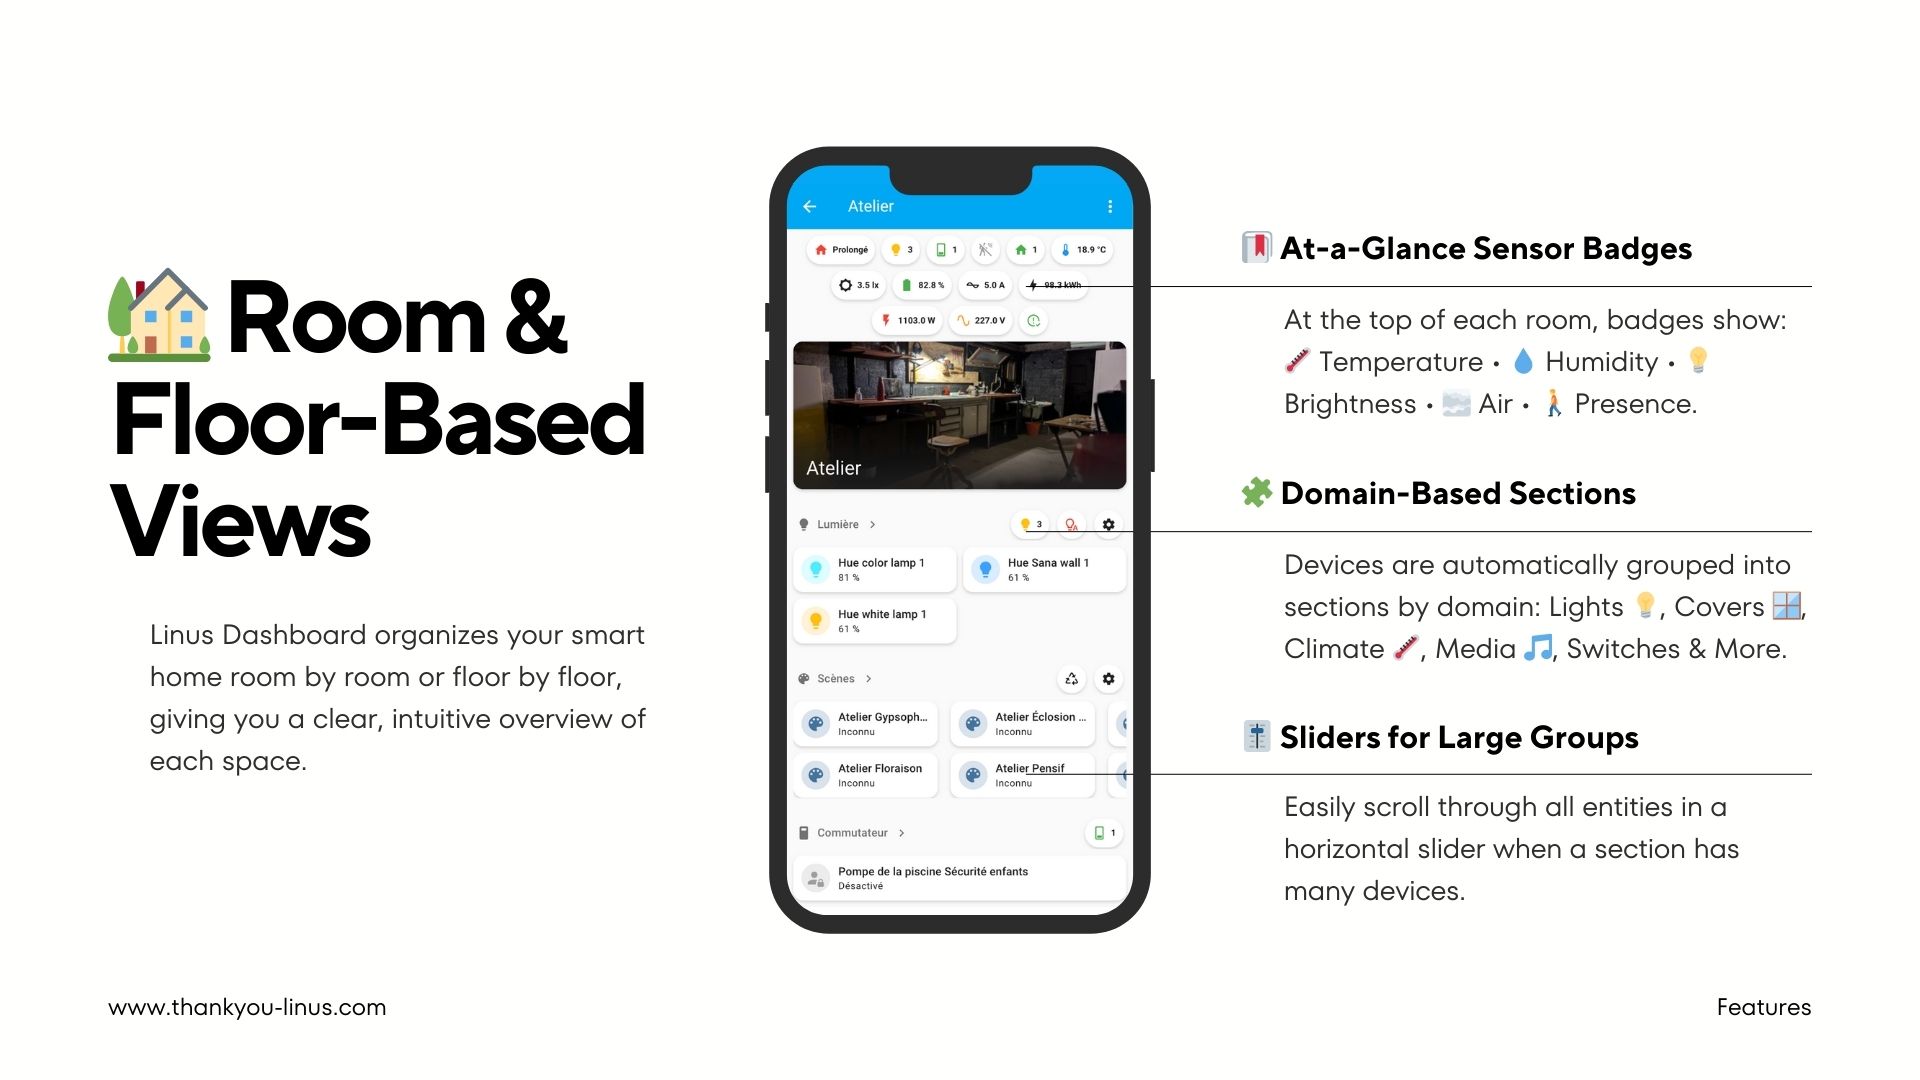 🏡 Room &
Floor-Based
Views
Linus Dashboard organizes your smart
home room by room or floor by floor,
giving you a clear, intuitive overview of
each space.
Atelier
Prolongé
3
1
1
18.9 °C
3.5 lx
82.8 %
5.0 A
98.3 kWh
1103.0 W
227.0 V
Atelier
Lumière
3
Hue color lamp 1
81 %
Hue Sana wall 1
61 %
Hue white lamp 1
61 %
Scènes
Atelier Gypsoph...
Inconnu
Atelier Éclosion ...
Inconnu
Atelier Floraison
Inconnu
Atelier Pensif
Inconnu
Commutateur
1
Pompe de la piscine Sécurité enfants
Désactivé
At-a-Glance Sensor Badges
At the top of each room, badges show:
🌡️ Temperature • 💧 Humidity • 💡
Brightness • 🌫️ Air • 🚶 Presence.
🧩 Domain-Based Sections
Devices are automatically grouped into
sections by domain: Lights 💡, Covers 🪟,
Climate 🌡️, Media 🎵, Switches & More.
Sliders for Large Groups
Easily scroll through all entities in a
horizontal slider when a section has
many devices.
www.thankyou-linus.com
Features